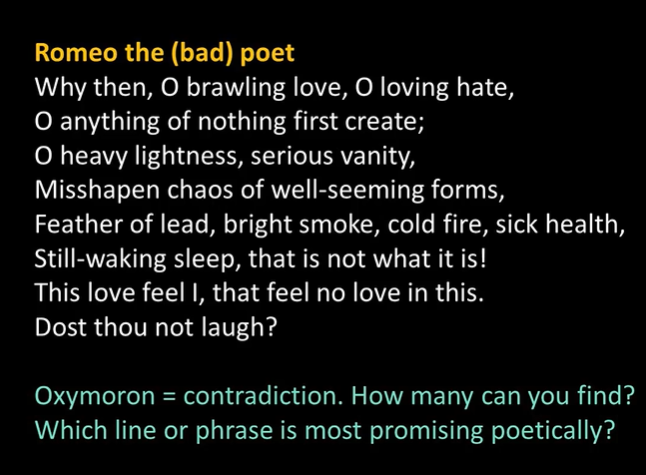 Romeo the (bad) poet
Why then, O brawling love, O loving hate,
O anything of nothing first create;
O heavy lightness, serious vanity,
Misshapen chaos of well-seeming forms,
Feather of lead, bright smoke, cold fire, sick health,
Still-waking sleep, that is not what it is!
This love feel I, that feel no love in this.
Dost thou not laugh?
Oxymoron = contradiction. How many can you find?
Which line or phrase is most promising poetically?